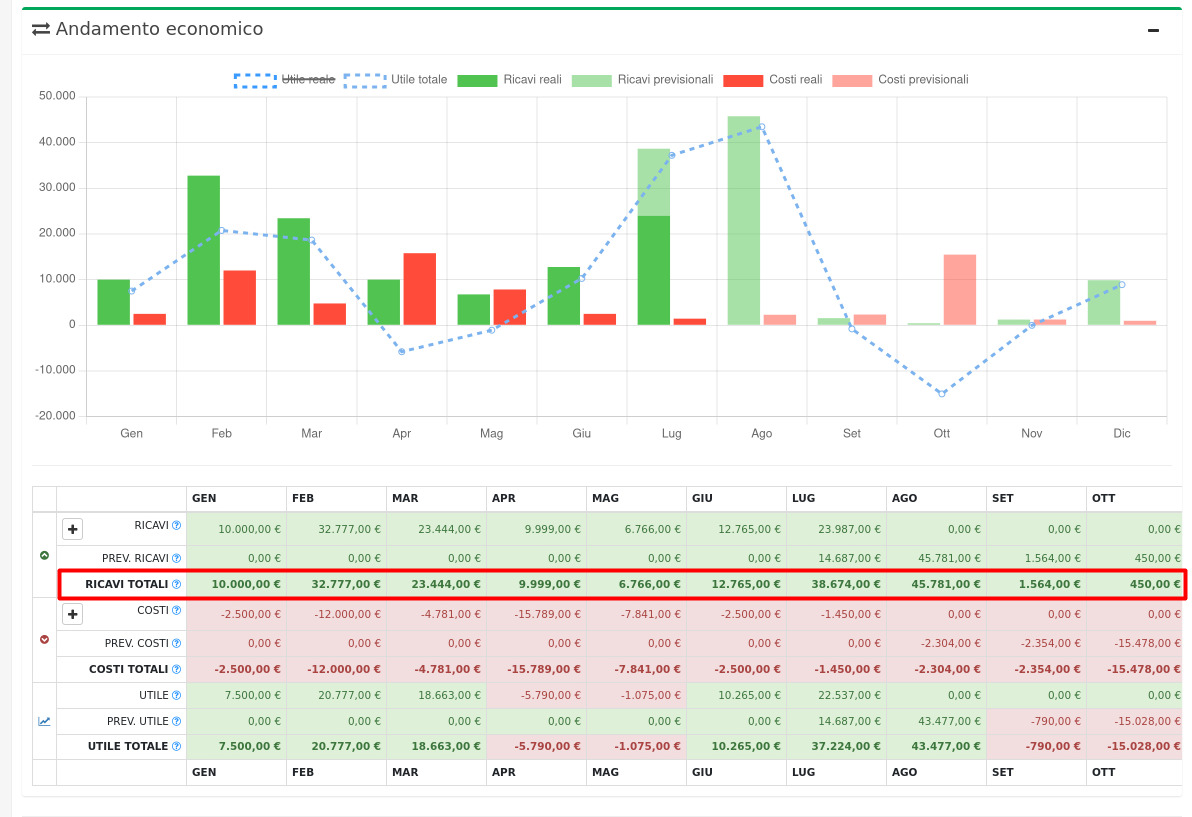 Andamento economico
Utile reale Utile totale Ricavi reali Ricavi previsionali Costi reali Costi previsionali
50.000
40.000
30.000
20.000
10.000
0
-10.000
-20.000
Gen Feb Mar Apr Mag Giu Lug Ago Set Ott Nov Dic
GEN FEB MAR APR MAG GIU LUG AGO SET OTT
RICAVI 10.000,00 € 32.777,00 € 23.444,00 € 9.999,00 € 6.766,00 € 12.765,00 € 23.987,00 € 0,00 € 0,00 € 0,00 €
PREV. RICAVI 0,00 € 0,00 € 0,00 € 0,00 € 0,00 € 0,00 € 14.687,00 € 45.781,00 € 1.564,00 € 450,00 €
RICAVI TOTALI 10.000,00 € 32.777,00 € 23.444,00 € 9.999,00 € 6.766,00 € 12.765,00 € 38.674,00 € 45.781,00 € 1.564,00 € 450,00 €
COSTI -2.500,00 € -12.000,00 € -4.781,00 € -15.789,00 € -7.841,00 € -2.500,00 € -1.450,00 € 0,00 € 0,00 € 0,00 €
PREV. COSTI 0,00 € 0,00 € 0,00 € 0,00 € 0,00 € 0,00 € 0,00 € -2.304,00 € -2.354,00 € -15.478,00 €
COSTI TOTALI -2.500,00 € -12.000,00 € -4.781,00 € -15.789,00 € -7.841,00 € -2.500,00 € -1.450,00 € -2.304,00 € -2.354,00 € -15.478,00 €
UTILE 7.500,00 € 20.777,00 € 18.663,00 € -5.790,00 € -1.075,00 € 10.265,00 € 22.537,00 € 0,00 € 0,00 € 0,00 €
PREV. UTILE 0,00 € 0,00 € 0,00 € 0,00 € 0,00 € 0,00 € 14.687,00 € 43.477,00 € -790,00 € -15.028,00 €
UTILE TOTALE 7.500,00 € 20.777,00 € 18.663,00 € -5.790,00 € -1.075,00 € 10.265,00 € 37.224,00 € 43.477,00 € -790,00 € -15.028,00 €
GEN FEB MAR APR MAG GIU LUG AGO SET OTT